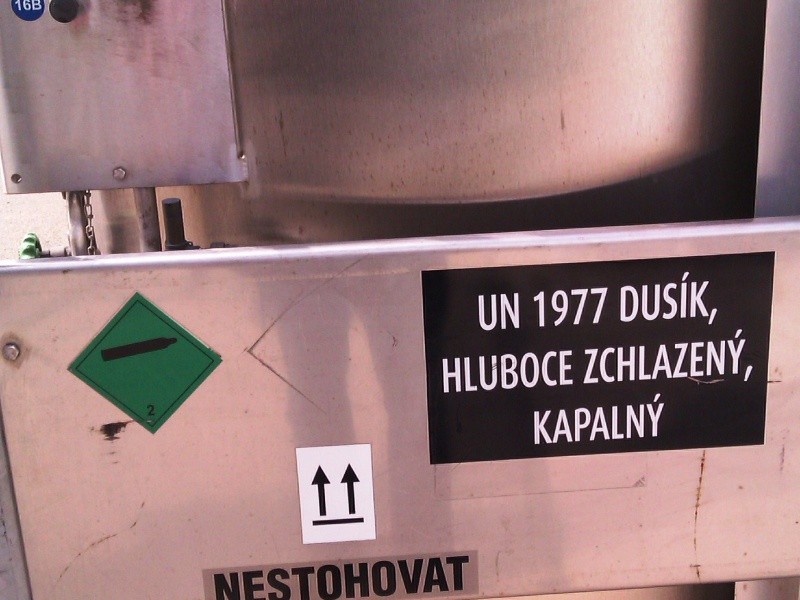 16B
UN 1977 DUSÍK,
HLUBOCE ZCHLAZENÝ,
KAPALNÝ
2
NESTOHOVAT